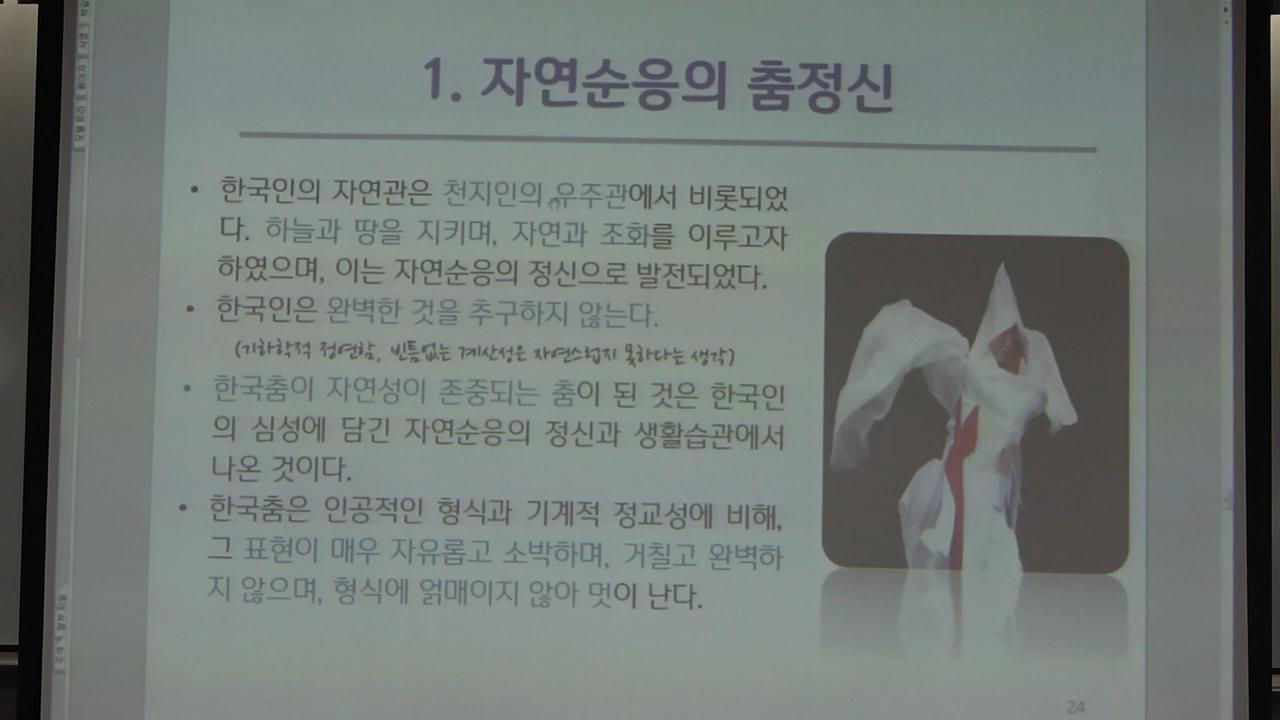 1. 자연순응의 춤정신
• 한국인의 자연관은 천지인의 유주관에서 비롯되었
다. 하늘과 땅을 지키며, 자연과 조화를 이루고자
하였으며, 이는 자연순응의 정신으로 발전되었다.
• 한국인은 완벽한 것을 추구하지 않는다.
(기하학적 정연함, 빈틈없는 계산성은 자연스럽지 못하다는 생각)
• 한국춤이 자연성이 존중되는 춤이 된 것은 한국인
의 심성에 담긴 자연순응의 정신과 생활습관에서
나온 것이다.
• 한국춤은 인공적인 형식과 기계적 정교성에 비해,
그 표현이 매우 자유롭고 소박하며, 거칠고 완벽하
지 않으며, 형식에 얽매이지 않아 멋이 난다.
24